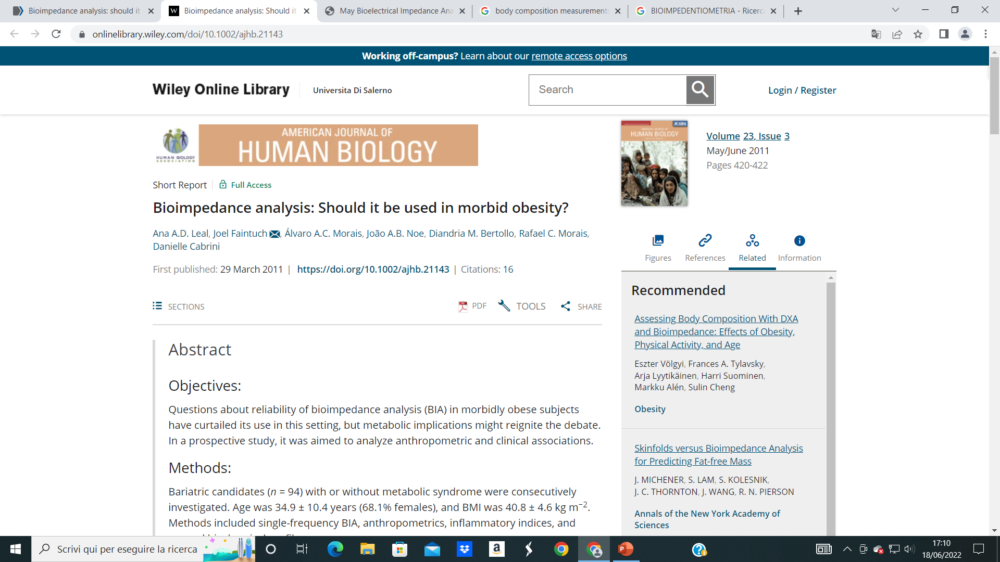 Bioimpedance analysis: should it
Bioimpedance analysis: Should it
May Bioelectrical Impedance Ana
body composition measurements
BIOIMPEDENTIOMETRIA - Ricerc
onlinelibrary.wiley.com/doi/10.1002/ajhb.21143
Working off-campus? Learn about our remote access options
Wiley Online Library
Universita Di Salerno
Search
Login / Register
HUMAN BIOLOGY
ASSOCIATION
AMERICAN JOURNAL OF
HUMAN BIOLOGY
AMERICAN JOURNAL OF
HUMAN BIOLOGY
Volume 23, Issue 3
May/June 2011
Pages 420-422
Short Report
Full Access
Bioimpedance analysis: Should it be used in morbid obesity?
Ana A.D. Leal, Joel Faintuch, Álvaro A.C. Morais, João A.B. Noe, Diandria M. Bertollo, Rafael C. Morais,
Danielle Cabrini
First published: 29 March 2011 | https://doi.org/10.1002/ajhb.21143 | Citations: 16
SECTIONS
PDF
TOOLS
SHARE
Abstract
Objectives:
Questions about reliability of bioimpedance analysis (BIA) in morbidly obese subjects
have curtailed its use in this setting, but metabolic implications might reignite the debate.
In a prospective study, it was aimed to analyze anthropometric and clinical associations.
Methods:
Bariatric candidates (n = 94) with or without metabolic syndrome were consecutively
investigated. Age was 34.9 ± 10.4 years (68.1% females), and BMI was 40.8 ± 4.6 kg m−2.
Methods included single-frequency BIA, anthropometrics, inflammatory indices, and
Figures
References
Related
Information
Recommended
Assessing Body Composition With DXA
and Bioimpedance: Effects of Obesity,
Physical Activity, and Age
Eszter Völgyi, Frances A. Tylavsky,
Arja Lyytikäinen, Harri Suominen,
Markku Alén, Sulin Cheng
Obesity
Skinfolds versus Bioimpedance Analysis
for Predicting Fat-free Mass
J. MICHENER, S. LAM, S. KOLESNIK,
J. C. THORNTON, J. WANG, R. N. PIERSON
Annals of the New York Academy of
Sciences
Scrivi qui per eseguire la ricerca
17:10
18/06/2022